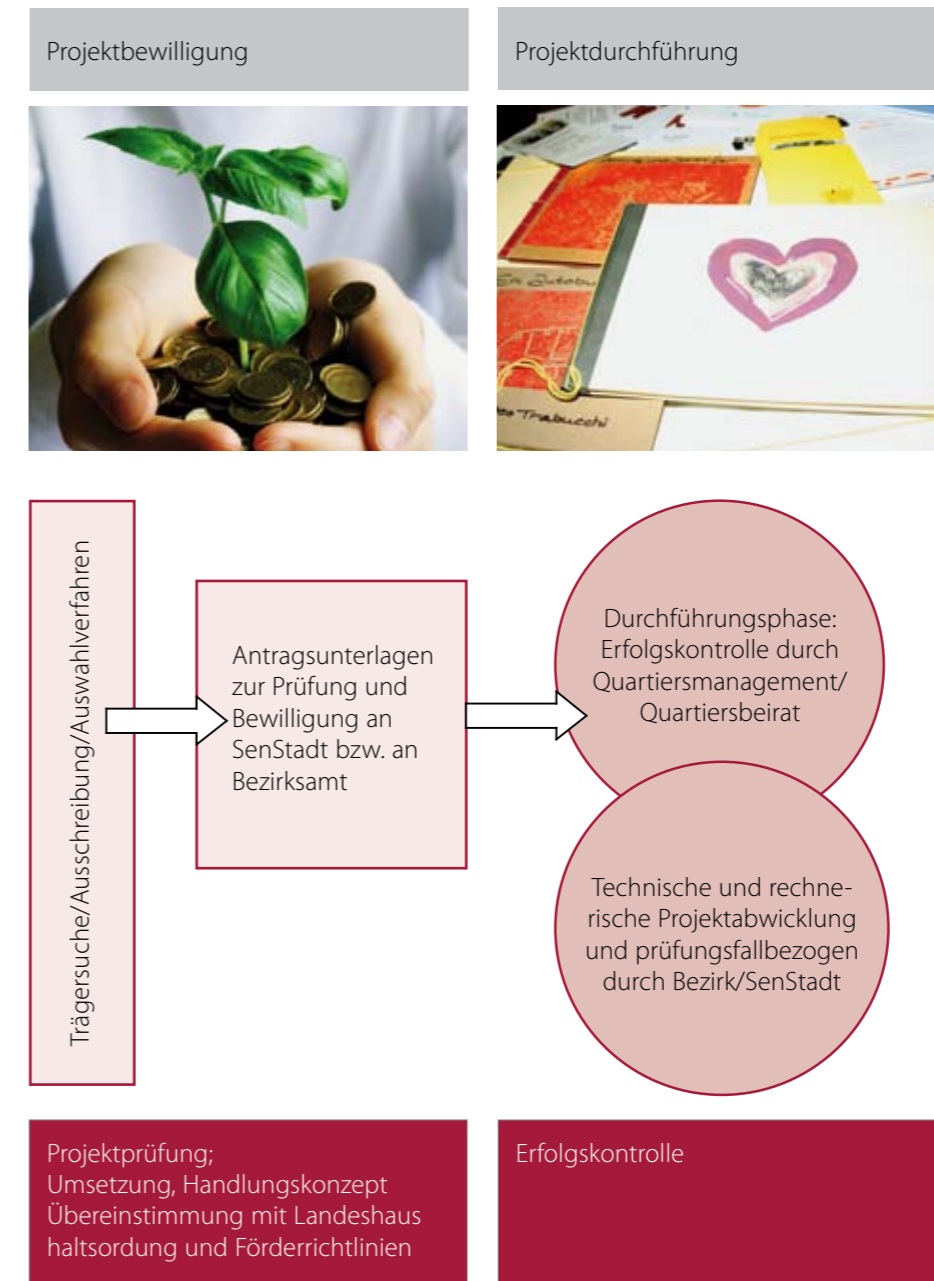 Projektbewilligung
Projektdurchführung
Trabucchi
Trägersuche/Ausschreibung/Auswahlverfahren
Antragsunterlagen
zur Prüfung und
Bewilligung an
SenStadt bzw. an
Bezirksamt
Durchführungsphase:
Erfolgskontrolle durch
Quartiersmanagement/
Quartiersbeirat
Technische und rechne-
rische Projektabwicklung
und prüfungsfallbezogen
durch Bezirk/SenStadt
Projektprüfung;
Umsetzung, Handlungskonzept
Übereinstimmung mit Landeshaus
haltsordung und Förderrichtlinien
Erfolgskontrolle